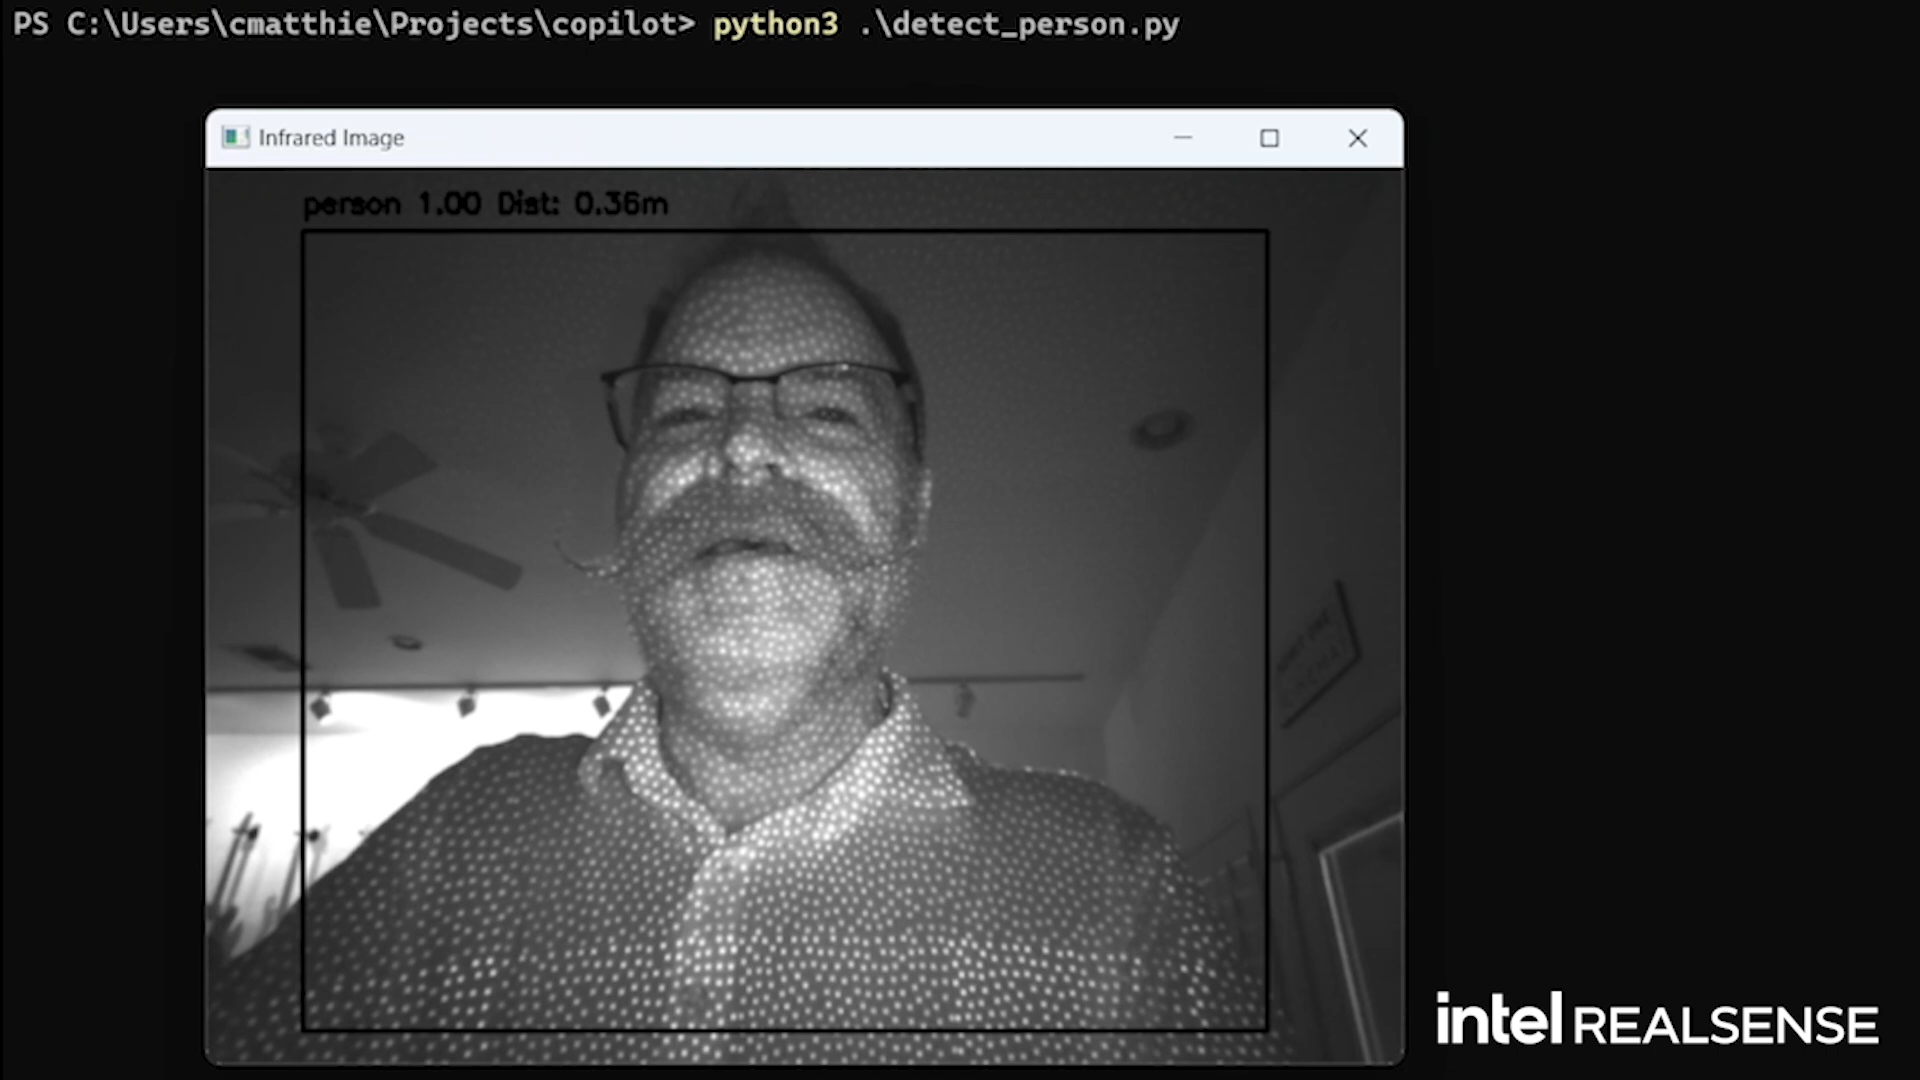 PS C:\Users\cmatthie\Projects\copilot> python3 .\detect_person.py
Infrared Image
person 1.00 Dist: 0.36m
intel REALSENSE